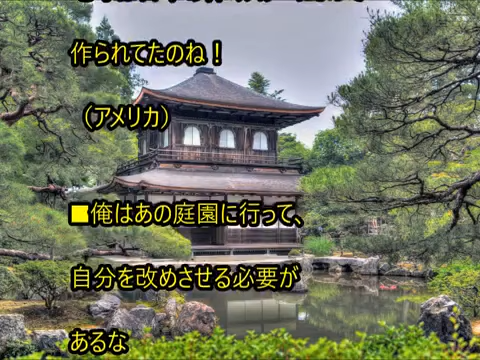 作られてたのね！
（アメリカ）
■俺はあの庭園に行って、
自分を改めさせる必要が
あるな